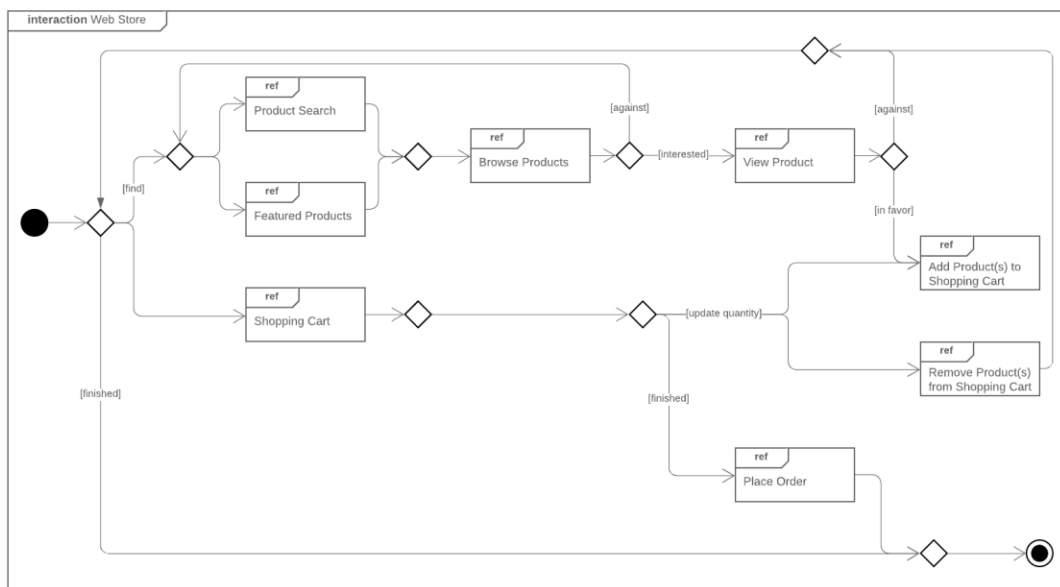 interaction Web Store
ref
Product Search
[against]
[against]
ref
Browse Products
[interested]
ref
View Product
[find]
ref
Featured Products
[in favor]
ref
Add Product(s) to
Shopping Cart
ref
Shopping Cart
[update quantity]
ref
Remove Product(s)
from Shopping Cart
[finished]
[finished]
ref
Place Order